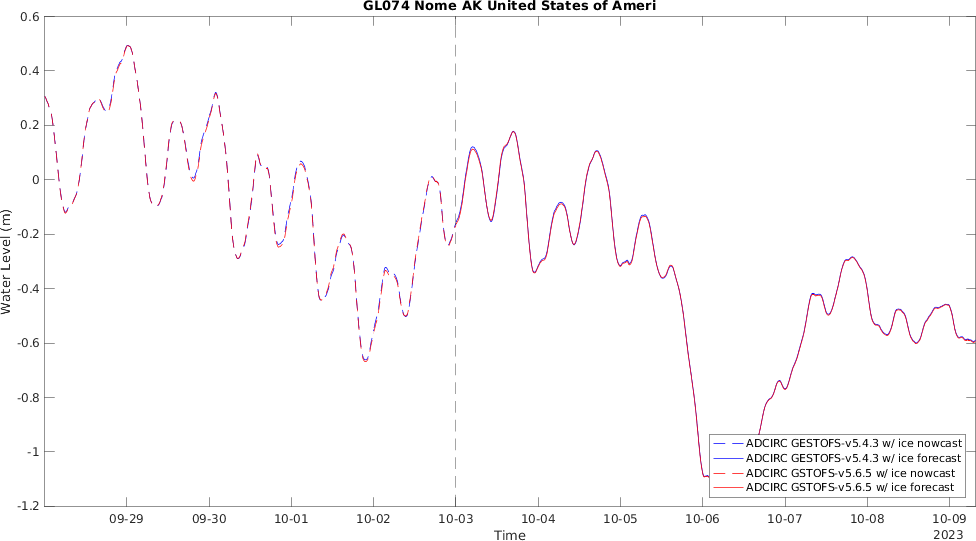 GL074 Nome AK United States of Ameri
0.6
0.4
0.2
0
-0.2
-0.4
-0.6
-0.8
-1
-1.2
Water Level (m)
ADCIRC GESTOFS-v5.4.3 w/ ice nowcast
ADCIRC GESTOFS-v5.4.3 w/ ice forecast
ADCIRC GSTOFS-v5.6.5 w/ ice nowcast
ADCIRC GSTOFS-v5.6.5 w/ ice forecast
09-29 09-30 10-01 10-02 10-03 10-04 10-05 10-06 10-07 10-08 10-09
Time 2023